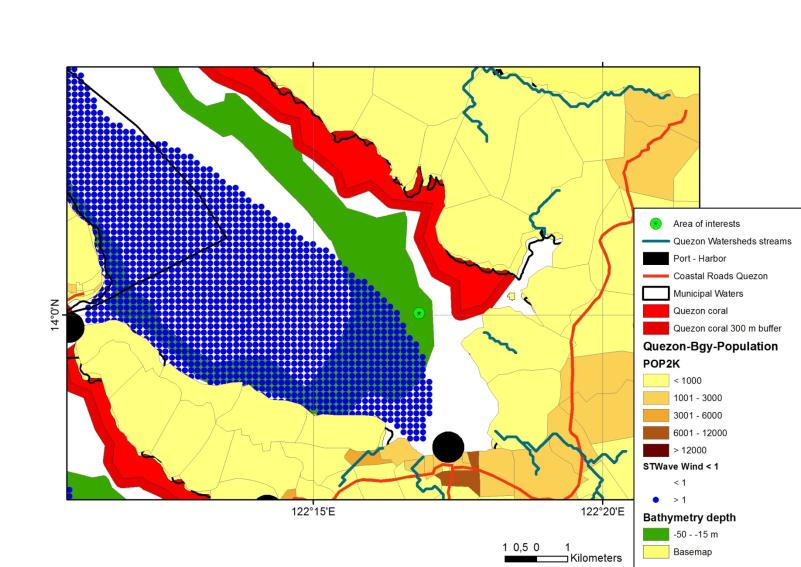 Area of interests
Quezon Watersheds streams
Port - Harbor
Coastal Roads Quezon
Municipal Waters
Quezon coral
Quezon coral 300 m buffer
Quezon-Bgy-Population
POP2K
< 1000
1001 - 3000
3001 - 6000
6001 - 12000
> 12000
STWave Wind < 1
< 1
> 1
Bathymetry depth
-50 - -15 m
Basemap
14°0'N
122°15'E
122°20'E
1 0,5 0 1
Kilometers